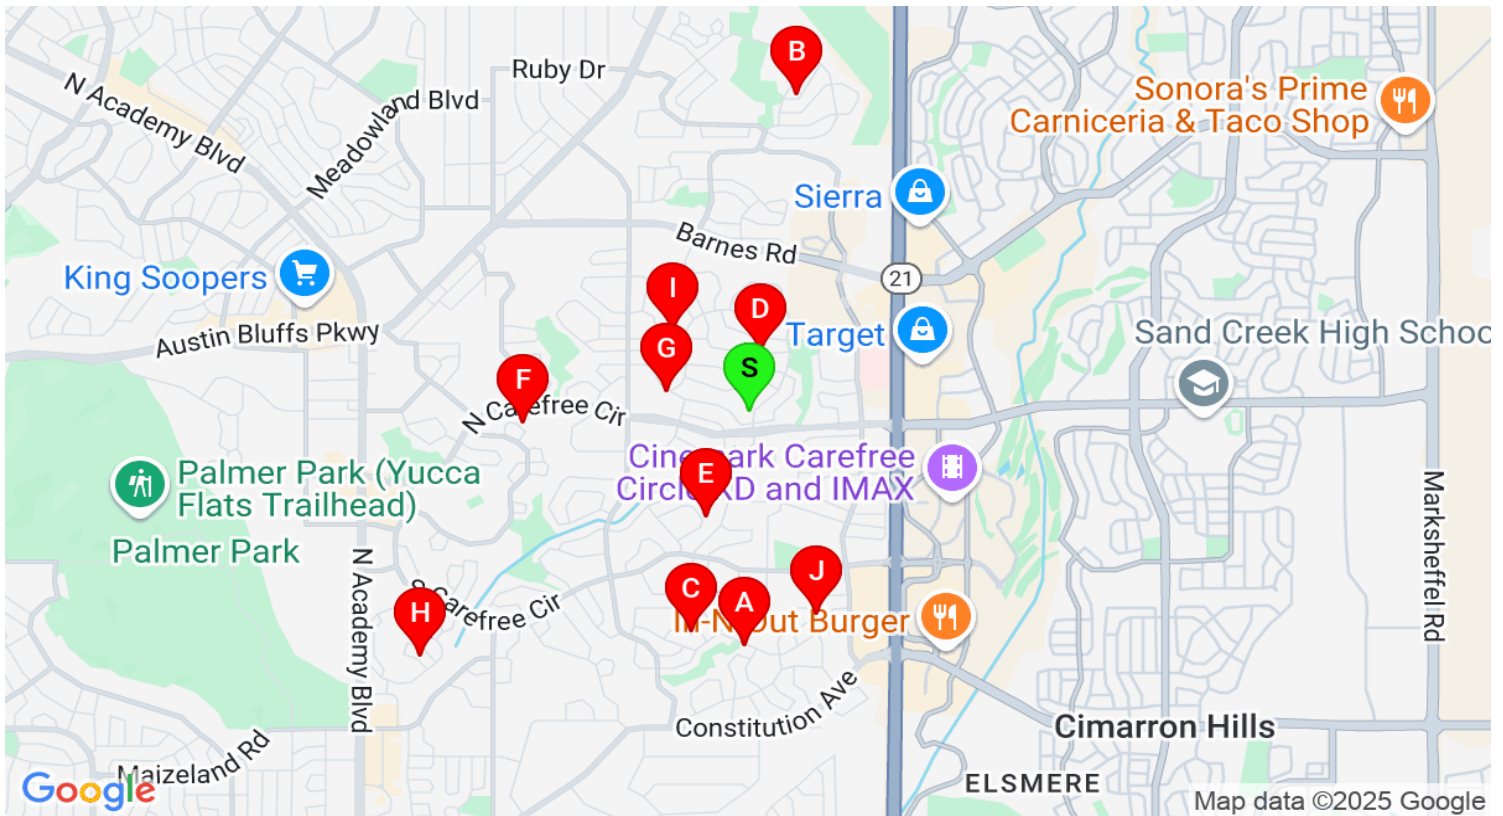 B
Ruby Dr
N Academy Blvd
Meadowland Blvd
Sonora's Prime
Carniceria & Taco Shop
Sierra
Barnes Rd
King Soopers
21
I
D
Austin Bluffs Pkwy
Target
Sand Creek High Schoo
G
S
F
N Carefree Cir
Cinemark Carefree
Circle XD and IMAX
E
Palmer Park (Yucca
Flats Trailhead)
Palmer Park
Marksheffel Rd
N Academy Blvd
S Carefree Cir
H
C
A
J
In-N-Out Burger
Constitution Ave
Cimarron Hills
Maizeland Rd
ELSMERE
Google
Map data ©2025 Google